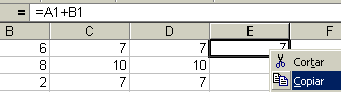 =A1+B1
B C D E F
6 7 7 7
8 10 10 Cortar
2 7 7 Copiar